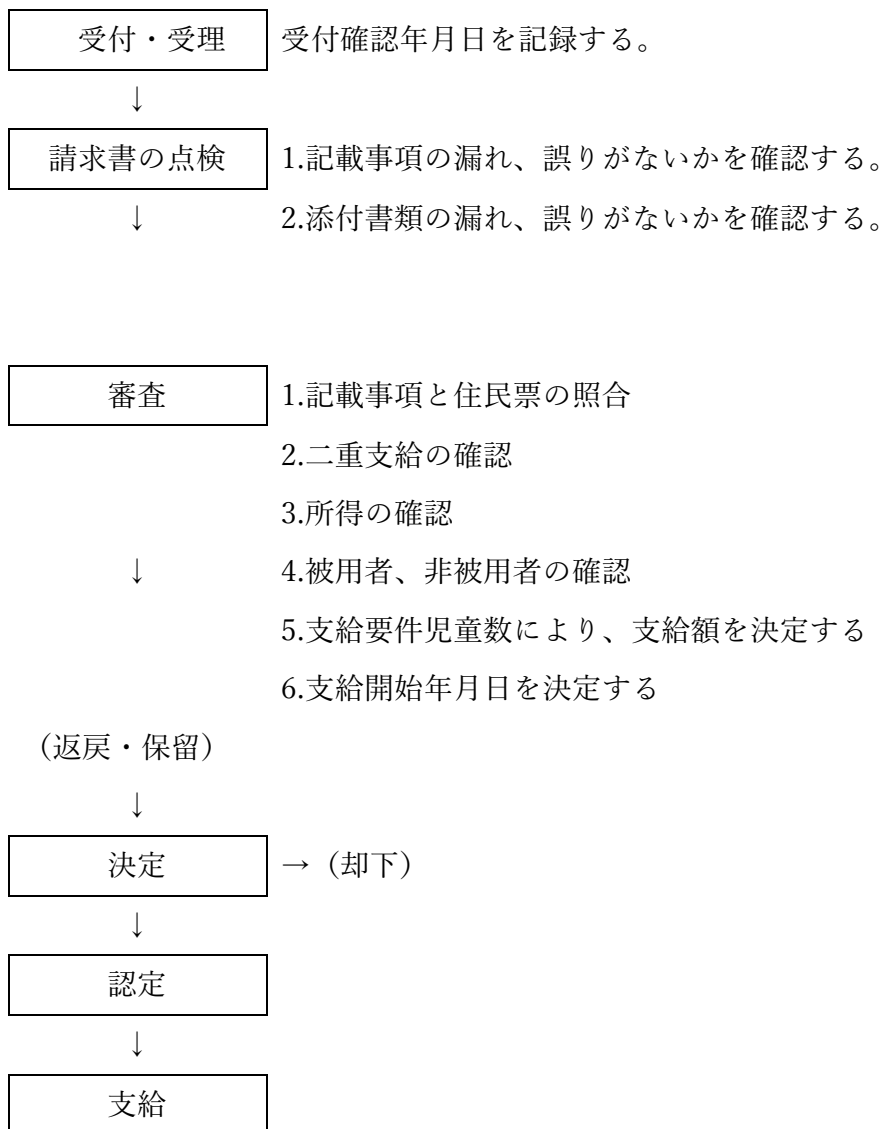 受付・受理 受付確認年月日を記録する。
↓
請求書の点検 1.記載事項の漏れ、誤りがないかを確認する。
↓ 2.添付書類の漏れ、誤りがないかを確認する。
審査 1.記載事項と住民票の照合
2.二重支給の確認
3.所得の確認
↓ 4.被用者、非被用者の確認
5.支給要件児童数により、支給額を決定する
6.支給開始年月日を決定する
（返戻・保留）
↓
決定 →（却下）
↓
認定
↓
支給